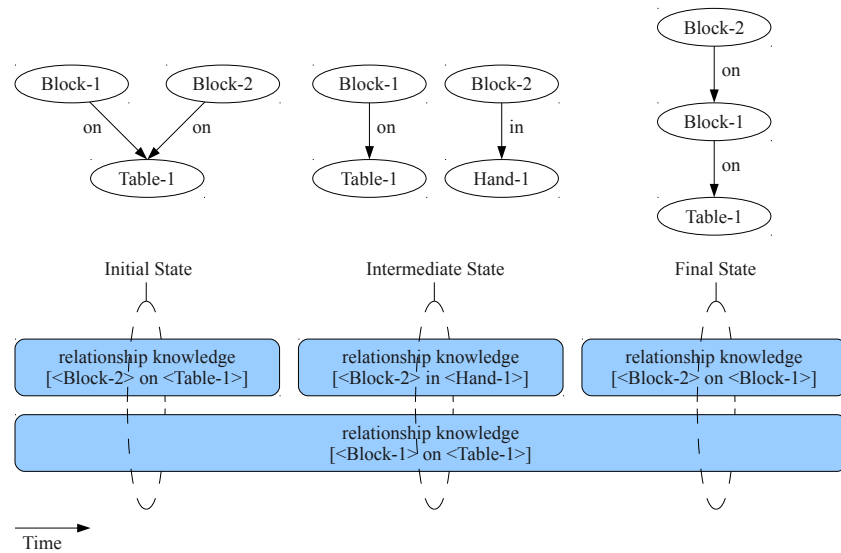 Block-2
on
Block-1 Block-2 Block-1 Block-2 Block-1
on on on in on
Table-1 Table-1 Hand-1 Table-1
Initial State Intermediate State Final State
relationship knowledge
[<Block-2> on <Table-1>]
relationship knowledge
[<Block-2> in <Hand-1>]
relationship knowledge
[<Block-2> on <Block-1>]
relationship knowledge
[<Block-1> on <Table-1>]
Time